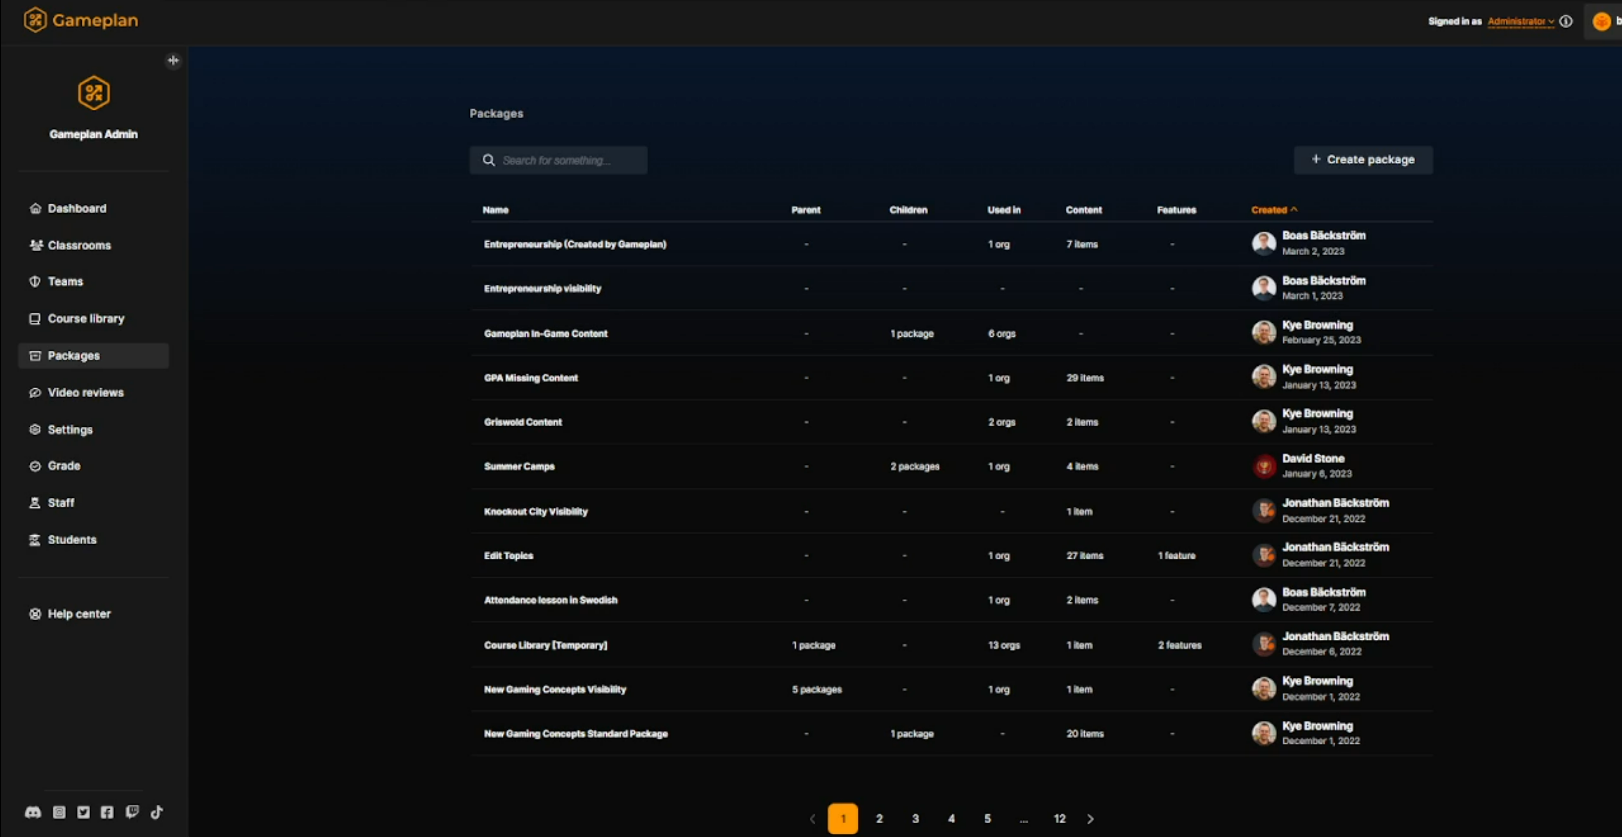 Gameplan
Signed in as Administrator
b
Gameplan Admin
Dashboard
Classrooms
Teams
Course library
Packages
Video reviews
Settings
Grade
Staff
Students
Help center
Packages
Search for something...
+ Create package
Name Parent Children Used in Content Features Created
Entrepreneurship (Created by Gameplan) - - 1 org 7 items - Boas Bäckström
March 2, 2023
Entrepreneurship visibility - - - - - Boas Bäckström
March 1, 2023
Gameplan In-Game Content - 1 package 6 orgs - - Kye Browning
February 25, 2023
GPA Missing Content - - 1 org 29 items - Kye Browning
January 13, 2023
Griswold Content - - 2 orgs 2 items - Kye Browning
January 13, 2023
Summer Camps - 2 packages 1 org 4 items - David Stone
January 6, 2023
Knockout City Visibility - - - 1 item - Jonathan Bäckström
December 21, 2022
Edit Topics - - 1 org 27 items 1 feature Jonathan Bäckström
December 21, 2022
Attendance lesson in Swedish - - 1 org 2 items - Boas Bäckström
December 7, 2022
Course Library [Temporary] 1 package - 13 orgs 1 item 2 features Jonathan Bäckström
December 6, 2022
New Gaming Concepts Visibility 5 packages - 1 org 1 item - Kye Browning
December 1, 2022
New Gaming Concepts Standard Package - 1 package - 20 items - Kye Browning
December 1, 2022
1 2 3 4 5 ... 12